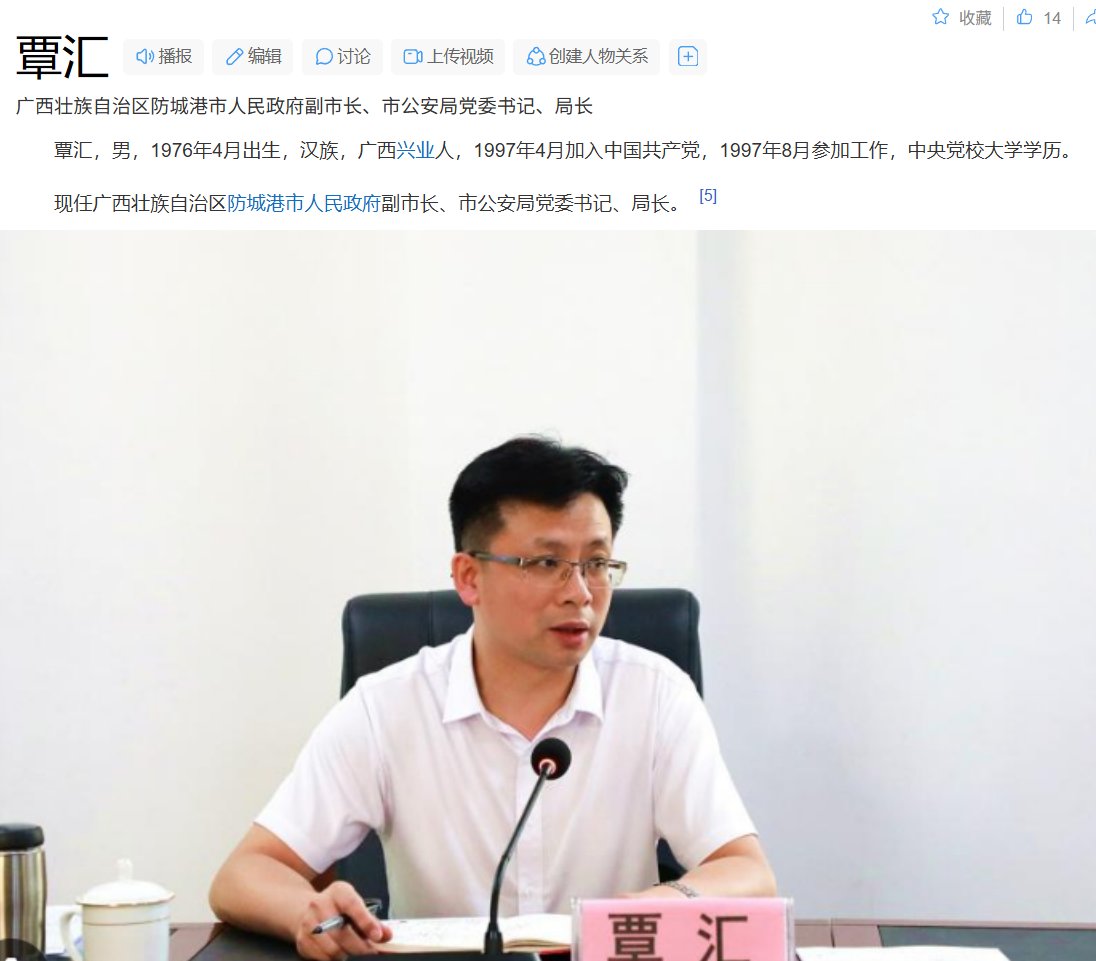 收藏 14
覃汇 播报 编辑 讨论 上传视频 创建人物关系
广西壮族自治区防城港市人民政府副市长、市公安局党委书记、局长
覃汇，男，1976年4月出生，汉族，广西兴业人，1997年4月加入中国共产党，1997年8月参加工作，中央党校大学学历。
现任广西壮族自治区防城港市人民政府副市长、市公安局党委书记、局长。 [5]
覃 汇